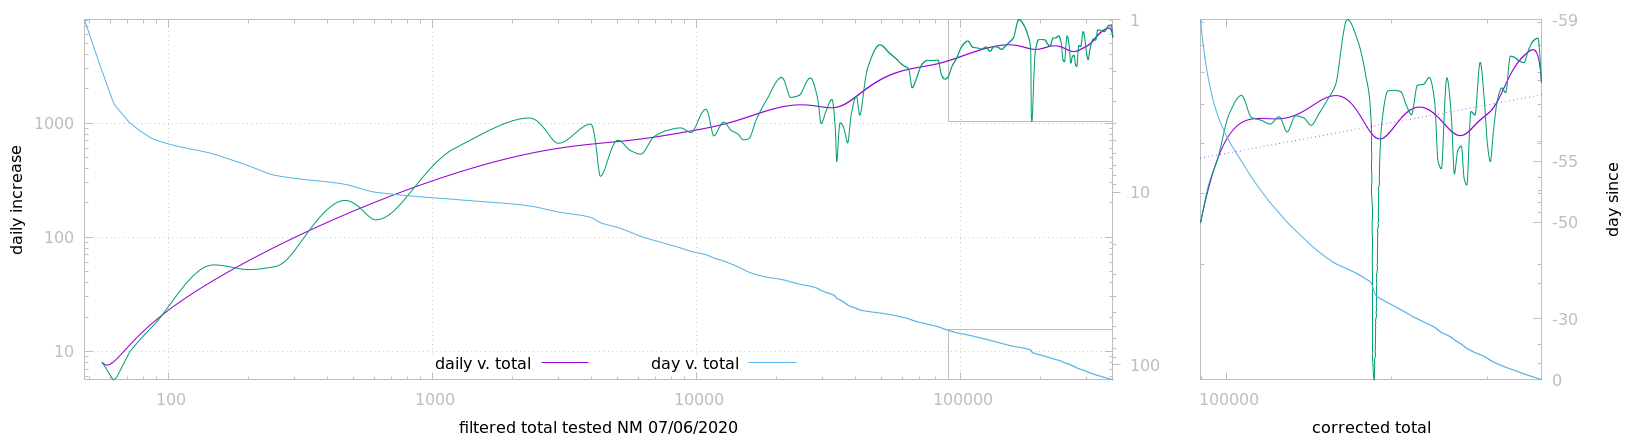 1
-59
1000
daily increase
10
-55
day since
-50
100
-30
10
daily v. total
day v. total
100
0
100
1000
10000
100000
100000
filtered total tested NM 07/06/2020
corrected total